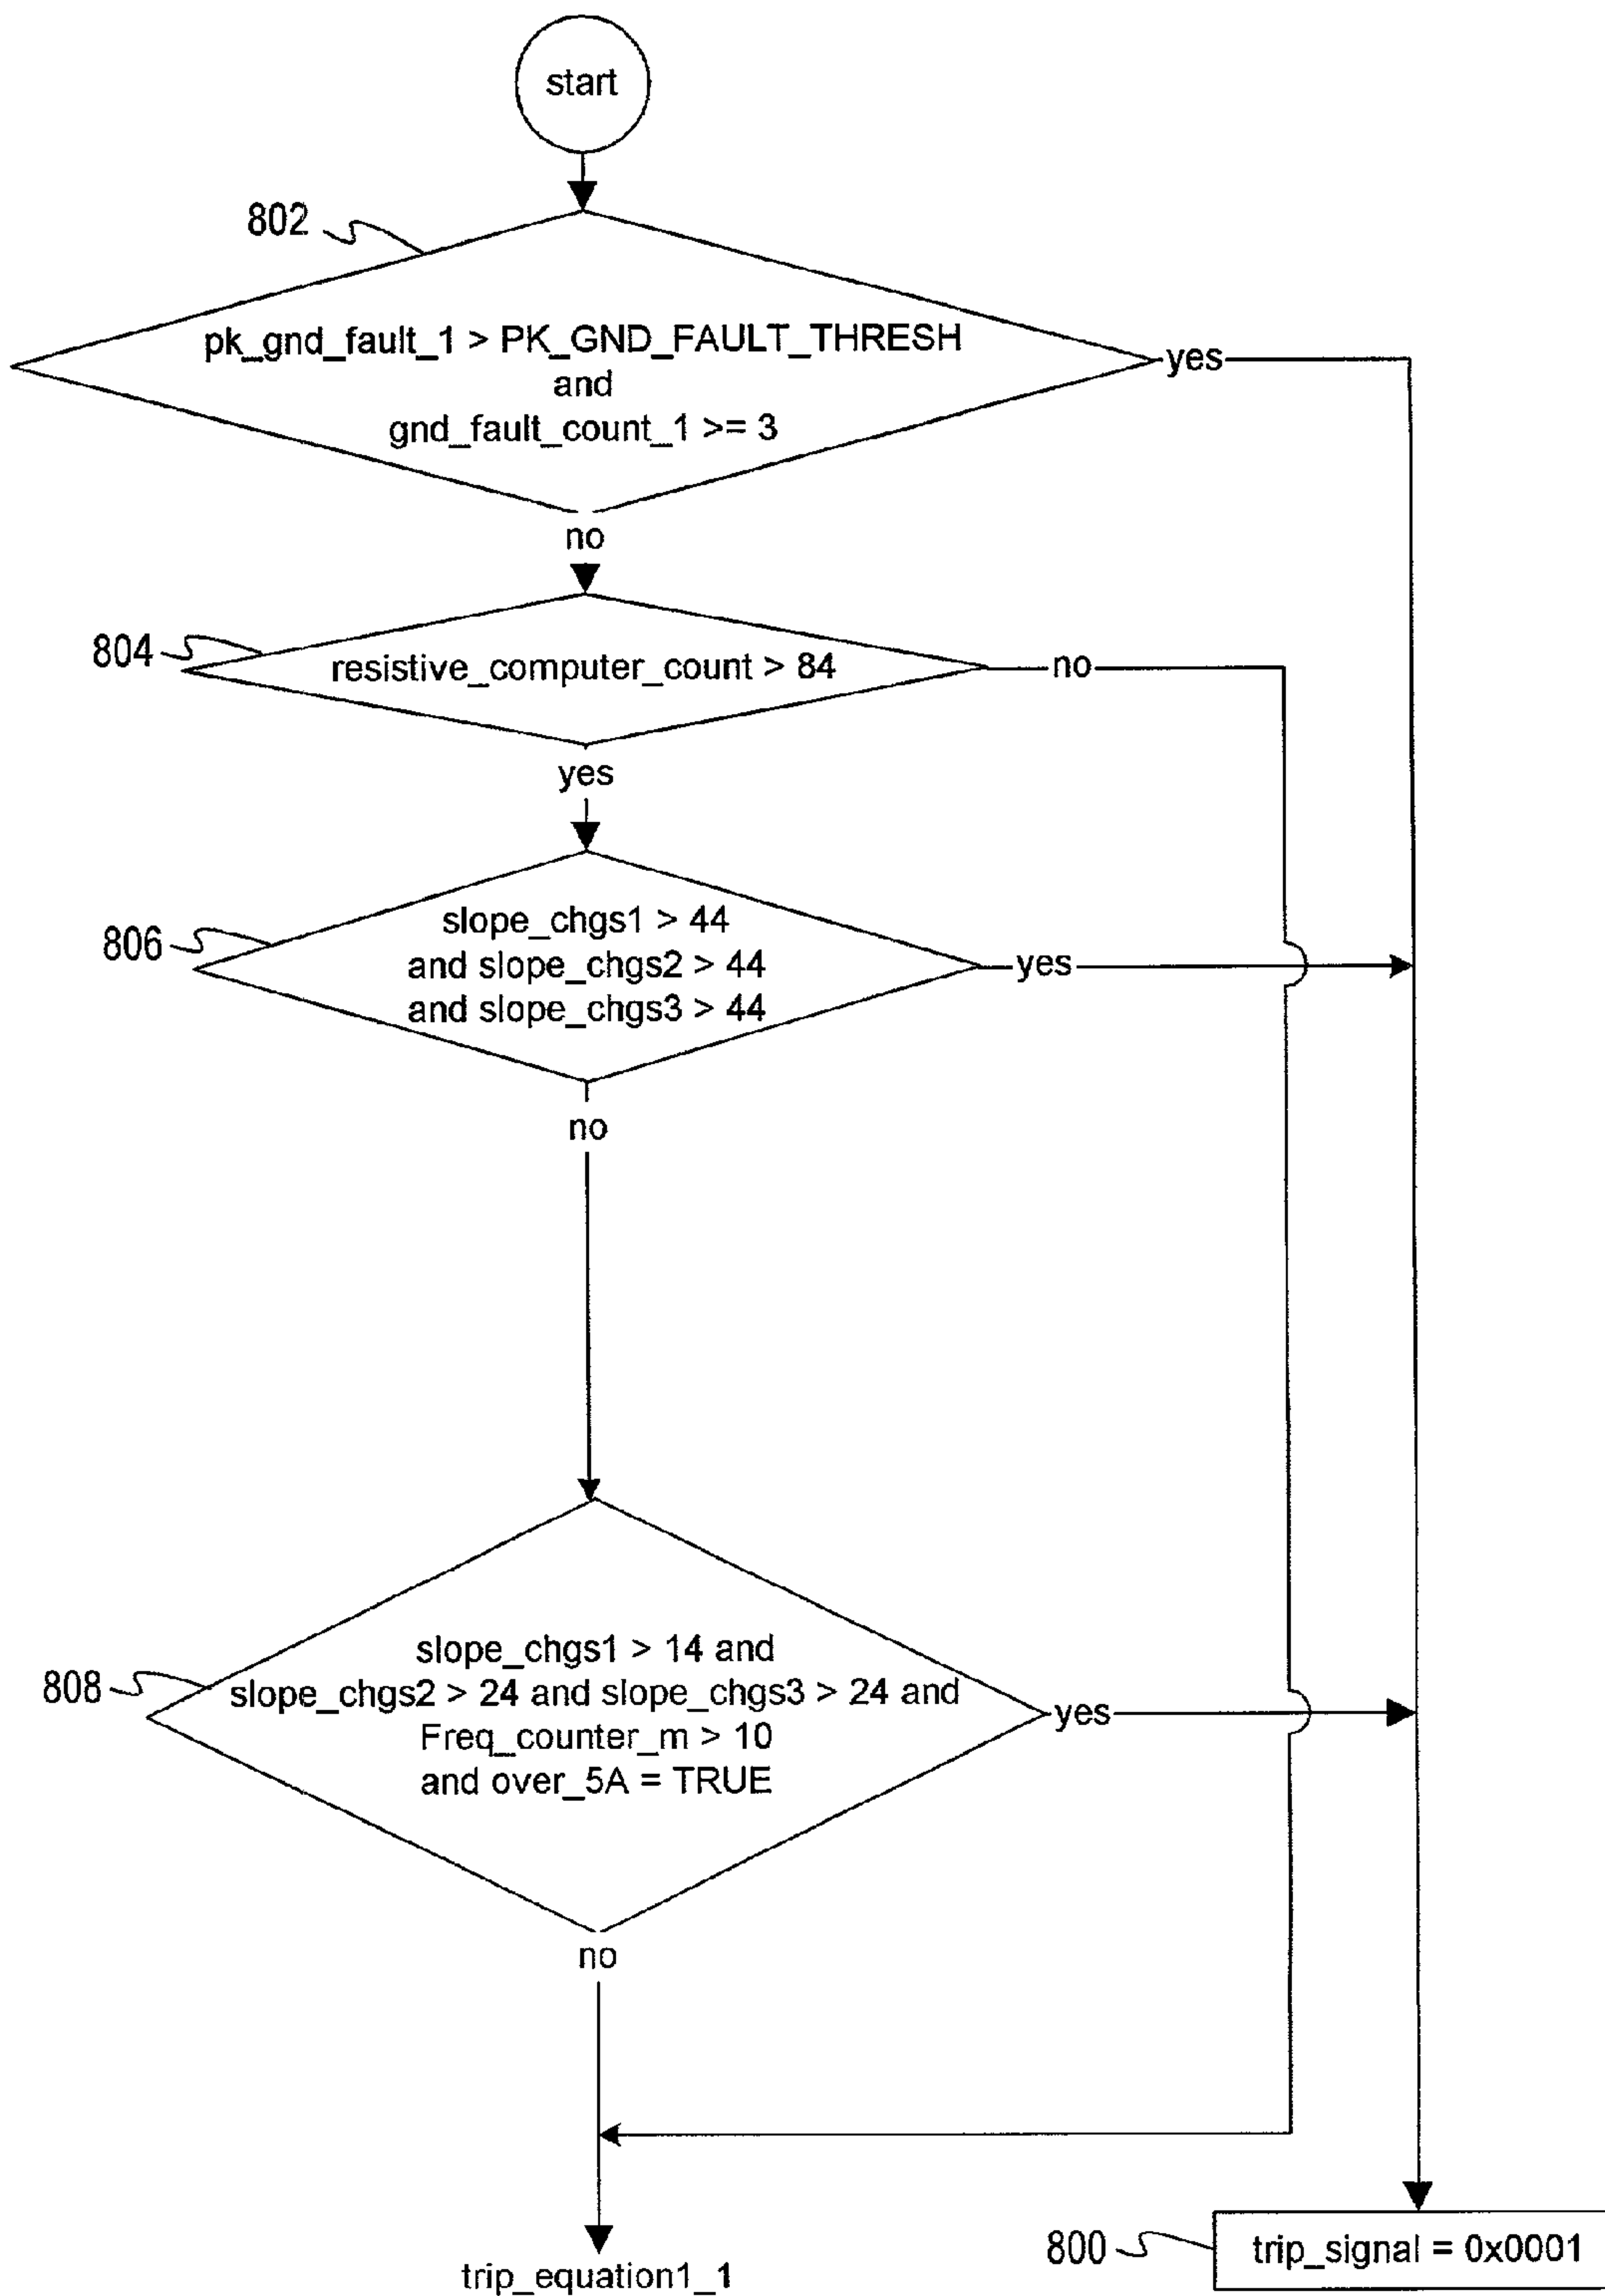 start
802
pk_gnd_fault_1 > PK_GND_FAULT_THRESH
and
gnd_fault_count_1 >= 3
yes
no
804
resistive_computer_count > 84
no
yes
806
slope_chgs1 > 44
and slope_chgs2 > 44
and slope_chgs3 > 44
yes
no
808
slope_chgs1 > 14 and
slope_chgs2 > 24 and slope_chgs3 > 24 and
Freq_counter_m > 10
and over_5A = TRUE
yes
no
800
trip_signal = 0x0001
trip_equation1_1